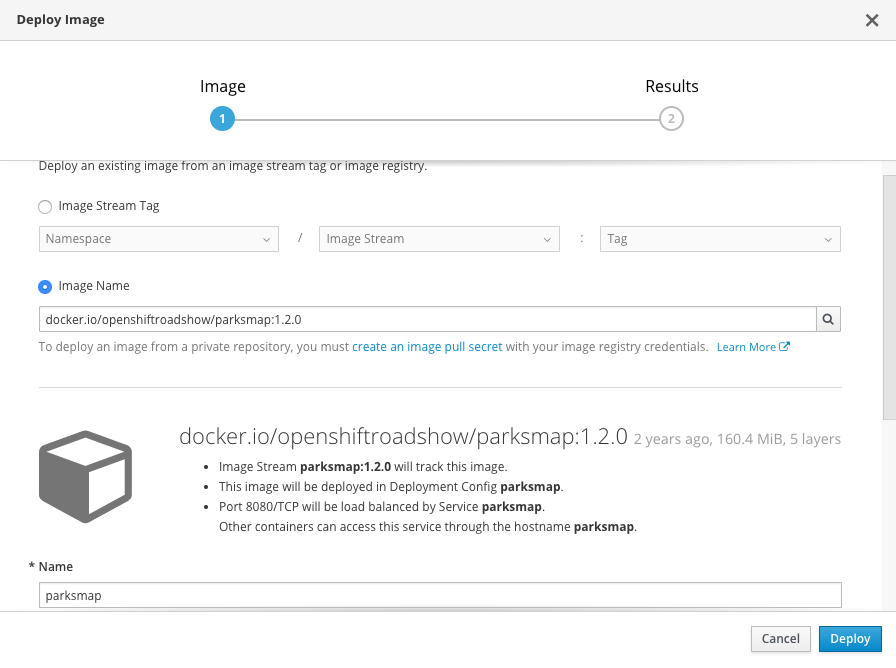 Deploy Image
Image
Results
1
2
Deploy an existing image from an image stream tag or image registry.
Image Stream Tag
Namespace / Image Stream : Tag
Image Name
docker.io/openshiftroadshow/parksmap:1.2.0
To deploy an image from a private repository, you must create an image pull secret with your image registry credentials. Learn More
docker.io/openshiftroadshow/parksmap:1.2.0 2 years ago, 160.4 MiB, 5 layers
• Image Stream parksmap:1.2.0 will track this image.
• This image will be deployed in Deployment Config parksmap.
• Port 8080/TCP will be load balanced by Service parksmap.
Other containers can access this service through the hostname parksmap.
* Name
parksmap
Cancel
Deploy